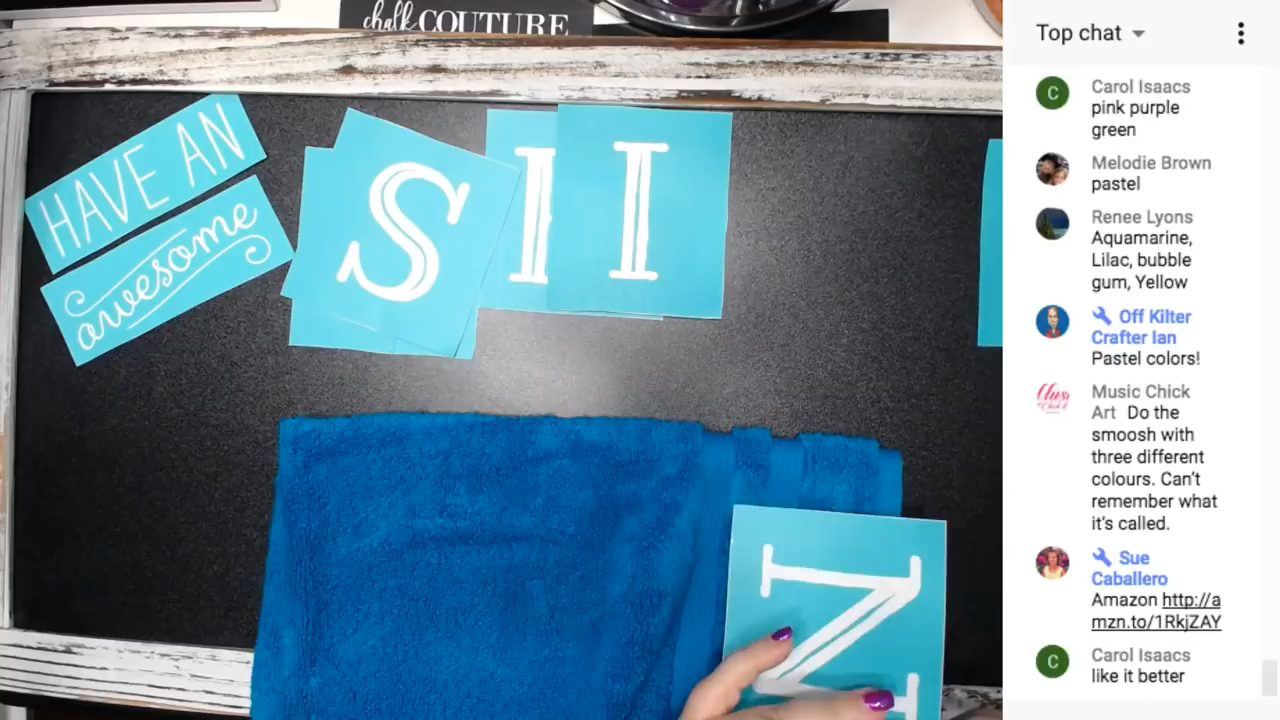 chalk COUTURE
HAVE AN
awesome
S
I
I
N
Top chat
Carol Isaacs
pink purple
green
Melodie Brown
pastel
Renee Lyons
Aquamarine,
Lilac, bubble
gum, Yellow
Off Kilter
Crafter Ian
Pastel colors!
Music Chick
Art Do the
smoosh with
three different
colours. Can't
remember what
it's called.
Sue
Caballero
Amazon http://a
mzn.to/1RkjZAY
Carol Isaacs
like it better